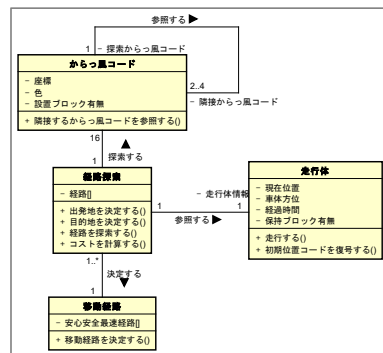 参照する ▶
1
- 探索からっ風コード
からっ風コード
- 座標
- 色
- 設置ブロック有無
+ 隣接するからっ風コードを参照する()
2..4
- 隣接からっ風コード
16
▲
探索する
1
経路探索
- 経路[]
+ 出発地を決定する()
+ 目的地を決定する()
+ 経路を探索する()
+ コストを計算する()
- 走行体情報
1
1
参照する ▶
走行体
- 現在位置
- 車体方位
- 経過時間
- 保持ブロック有無
+ 走行する()
+ 初期位置コードを復号する()
1..*
決定する
▼
1
移動経路
- 安心安全最速経路[]
+ 移動経路を決定する()